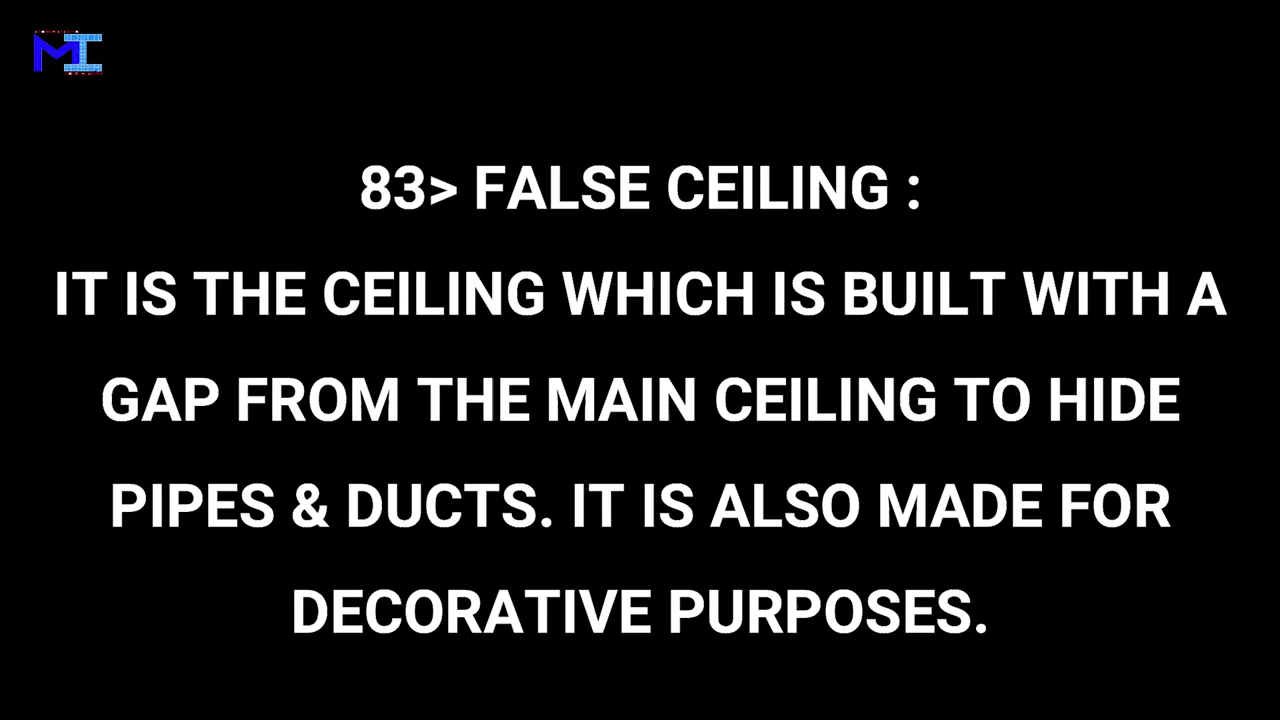 MI
83> FALSE CEILING :
IT IS THE CEILING WHICH IS BUILT WITH A
GAP FROM THE MAIN CEILING TO HIDE
PIPES & DUCTS. IT IS ALSO MADE FOR
DECORATIVE PURPOSES.